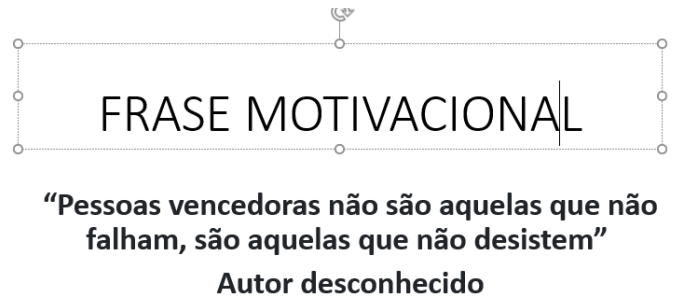 FRASE MOTIVACIONAL
“Pessoas vencedoras não são aquelas que não
falham, são aquelas que não desistem”
Autor desconhecido